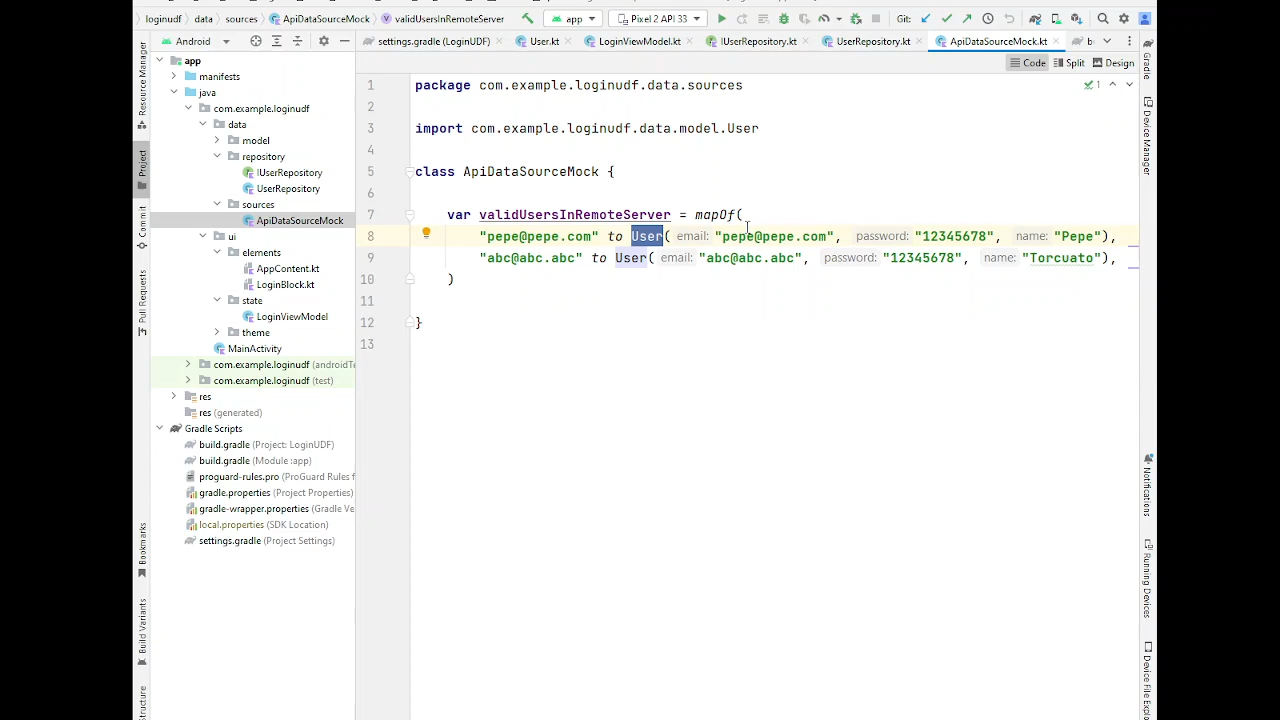 loginudf data sources ApiDataSourceMock validUsersInRemoteServer app Pixel 2 API 33 Git:
Android
settings.gradle (LoginUDF) User.kt LoginViewModel.kt IUserRepository.kt UserRepository.kt ApiDataSourceMock.kt b
Code Split Design
Resource Manager
Project
Commit
Pull Requests
Bookmarks
Build Variants
Structure
app
manifests
java
com.example.loginudf
data
model
repository
IUserRepository
UserRepository
sources
ApiDataSourceMock
ui
elements
AppContent.kt
LoginBlock.kt
state
LoginViewModel
theme
MainActivity
com.example.loginudf (androidTe
com.example.loginudf (test)
res
res (generated)
Gradle Scripts
build.gradle (Project: LoginUDF)
build.gradle (Module :app)
proguard-rules.pro (ProGuard Rules f
gradle.properties (Project Properties)
gradle-wrapper.properties (Gradle Ve
local.properties (SDK Location)
settings.gradle (Project Settings)
1 package com.example.loginudf.data.sources
2
3 import com.example.loginudf.data.model.User
4
5 class ApiDataSourceMock {
6
7 var validUsersInRemoteServer = mapOf(
8 "pepe@pepe.com" to User( email: "pepe@pepe.com", password: "12345678", name: "Pepe"),
9 "abc@abc.abc" to User( email: "abc@abc.abc", password: "12345678", name: "Torcuato"),
10 )
11
12 }
13
1
Gradle
Device Manager
Notifications
Running Devices
Device File Explo